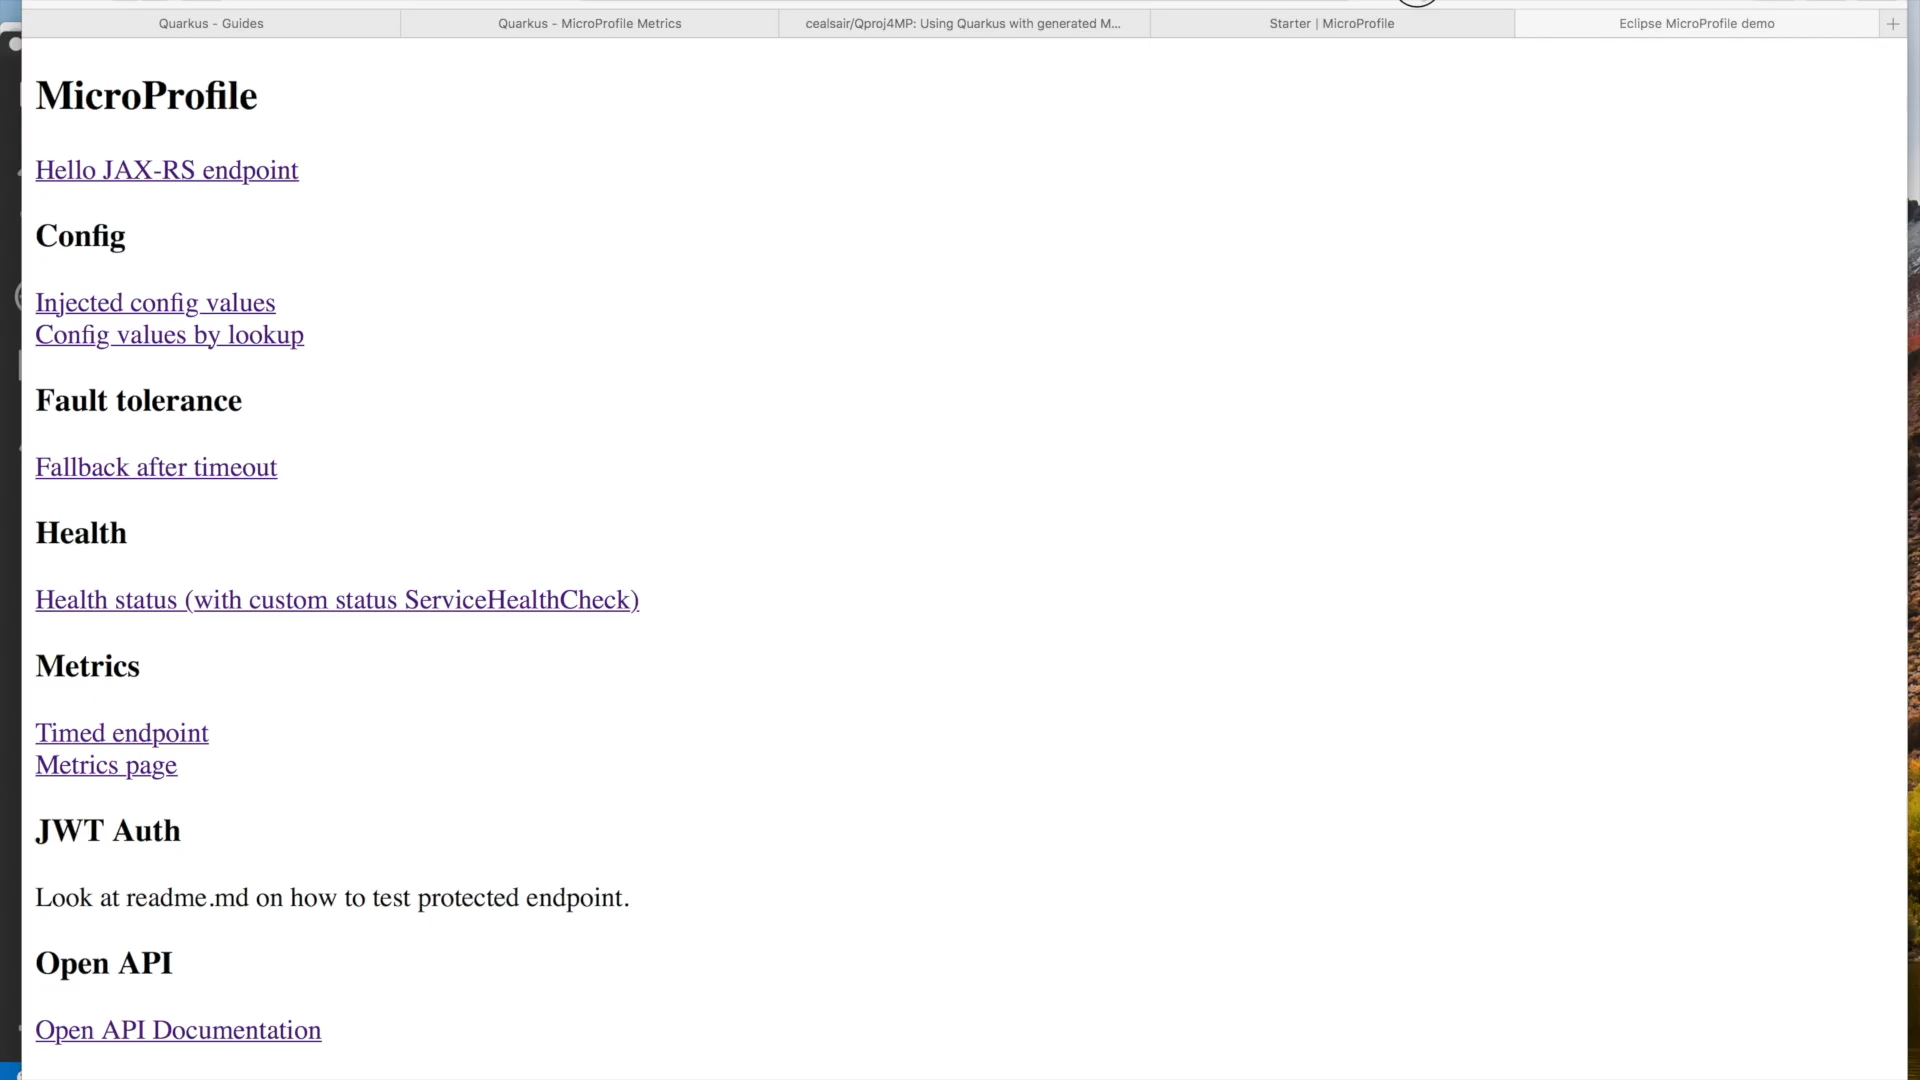 Quarkus - Guides
Quarkus - MicroProfile Metrics
cealsair/Qproj4MP: Using Quarkus with generated M...
Starter | MicroProfile
Eclipse MicroProfile demo
MicroProfile
Hello JAX-RS endpoint
Config
Injected config values
Config values by lookup
Fault tolerance
Fallback after timeout
Health
Health status (with custom status ServiceHealthCheck)
Metrics
Timed endpoint
Metrics page
JWT Auth
Look at readme.md on how to test protected endpoint.
Open API
Open API Documentation